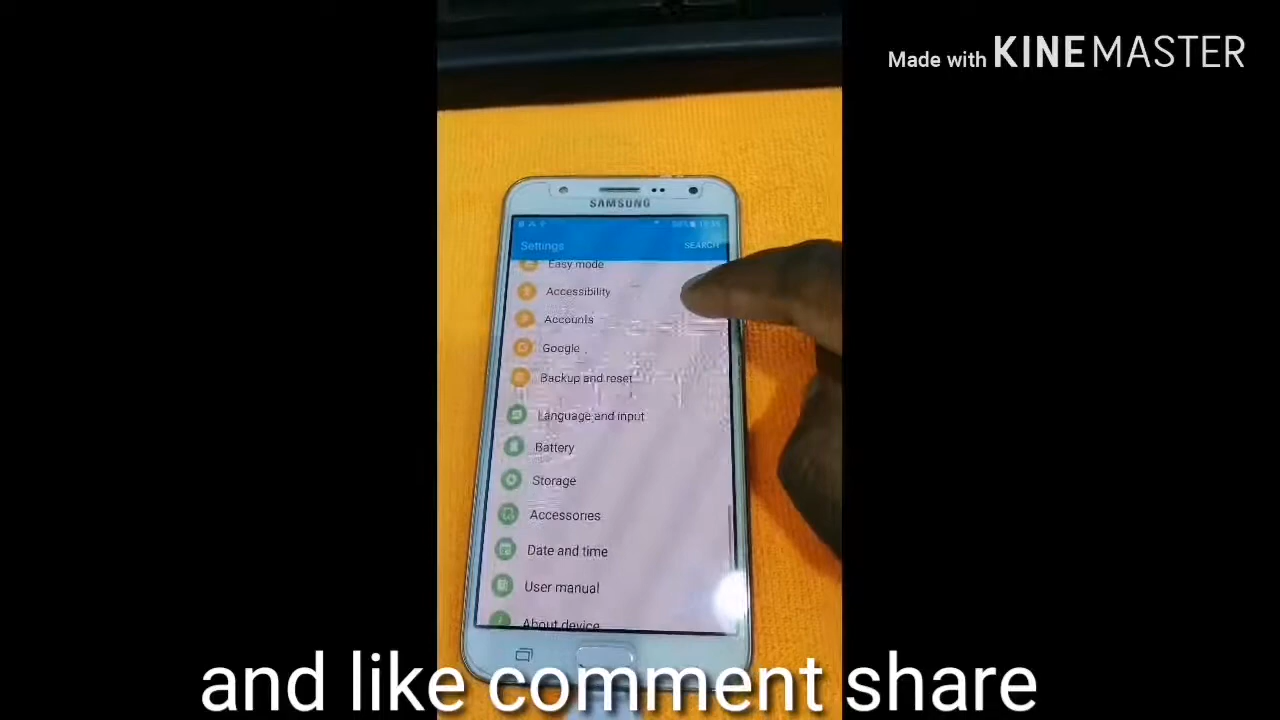 Made with KINEMASTER
SAMSUNG
Settings
SEARCH
Easy mode
Accessibility
Accounts
Google
Backup and reset
Language and input
Battery
Storage
Accessories
Date and time
User manual
About device
and like comment share